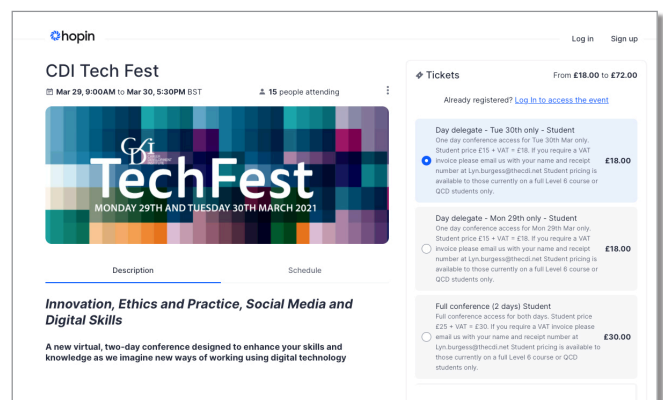 hopin
Log in
Sign up
CDI Tech Fest
Mar 29, 9:00AM to Mar 30, 5:30PM BST
15 people attending
TechFest
MONDAY 29TH AND TUESDAY 30TH MARCH 2021
Description
Schedule
Innovation, Ethics and Practice, Social Media and
Digital Skills
A new virtual, two-day conference designed to enhance your skills and
knowledge as we imagine new ways of working using digital technology
Tickets
From £18.00 to £72.00
Already registered? Log In to access the event
Day delegate - Tue 30th only - Student
One day conference access for Tue 30th Mar only.
Student price £15 + VAT = £18. If you require a VAT
invoice please email us with your name and receipt
number at Lyn.burgess@thecdi.net Student pricing is
available to those currently on a full Level 6 course or
QCD students only.
£18.00
Day delegate - Mon 29th only - Student
One day conference access for Mon 29th Mar only.
Student price £15 + VAT = £18. If you require a VAT
invoice please email us with your name and receipt
number at Lyn.burgess@thecdi.net Student pricing is
available to those currently on a full Level 6 course or
QCD students only.
£18.00
Full conference (2 days) Student
Full conference access for both days. Student price
£25 + VAT = £30. If you require a VAT invoice please
email us with your name and receipt number at
Lyn.burgess@thecdi.net Student pricing is available to
those currently on a full Level 6 course or QCD
students only.
£30.00